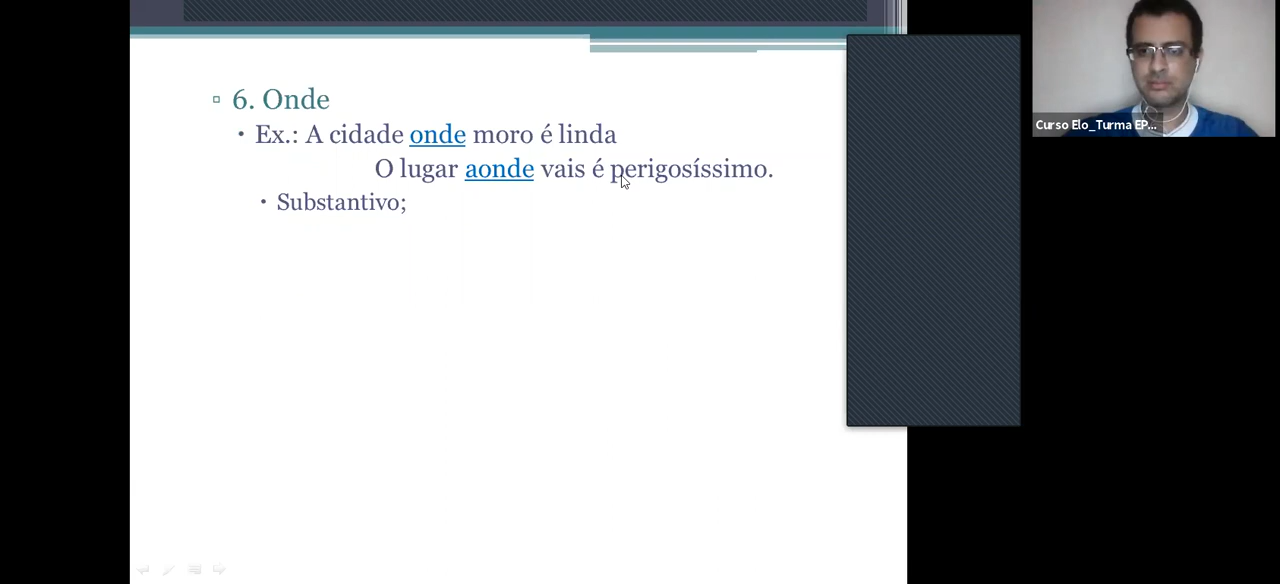 6. Onde
Ex.: A cidade onde moro é linda
O lugar aonde vais é perigosíssimo.
Substantivo;
Curso Elo_Turma EP...